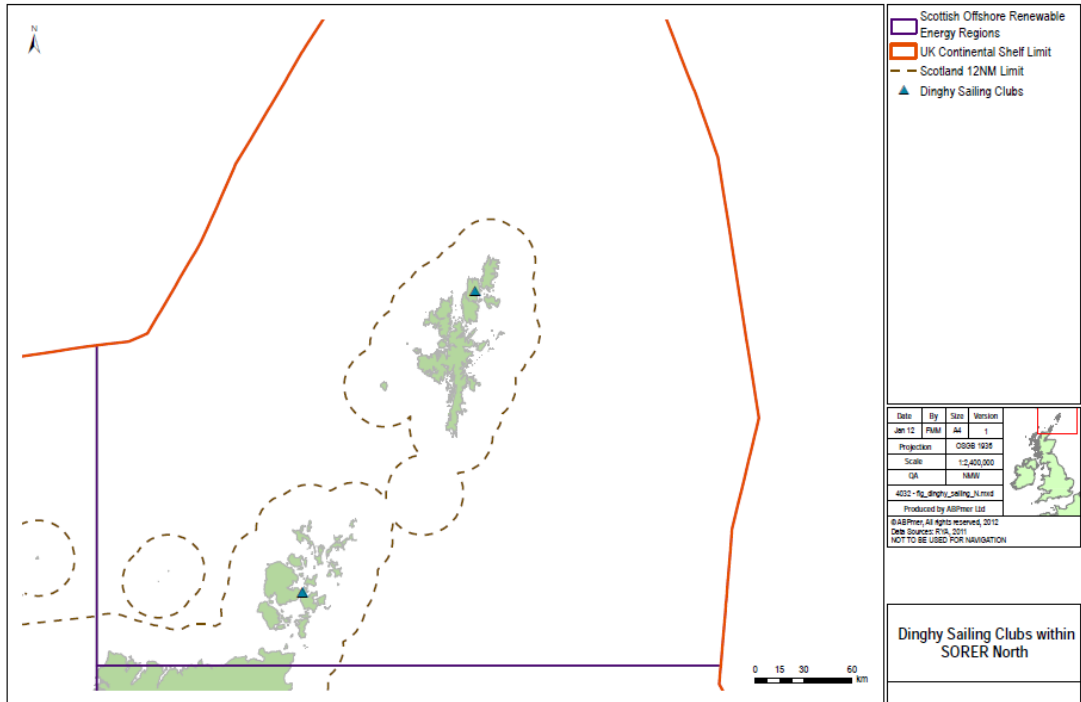 N
Scottish Offshore Renewable
Energy Regions
UK Continental Shelf Limit
Scotland 12NM Limit
Dinghy Sailing Clubs
Date By Size Version
Jan 12 FMM A4 1
Projection OSGB 1936
Scale 1:2,400,000
QA NMW
4032 - fig_dinghy_sailing_N.mxd
Produced by ABPmer Ltd
©ABPmer, All rights reserved, 2012
Data Sources: RYA, 2011
NOT TO BE USED FOR NAVIGATION
Dinghy Sailing Clubs within
SORER North
0 15 30 60
km